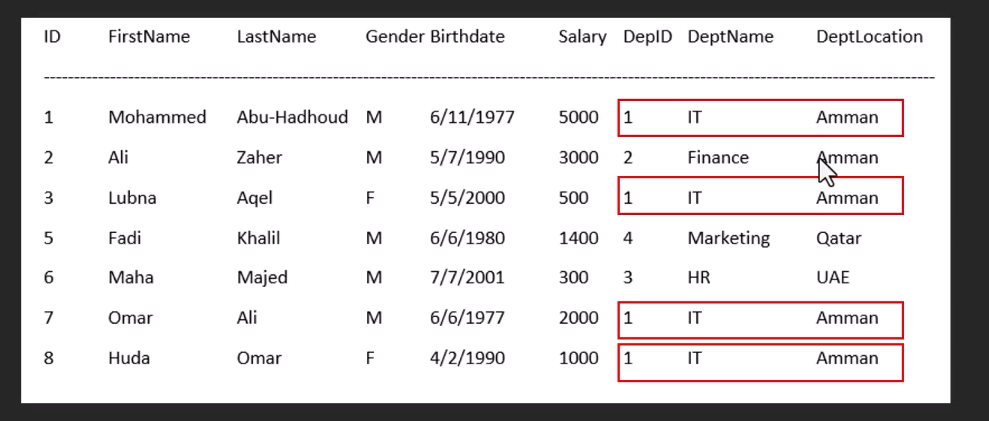 ID FirstName LastName Gender Birthdate Salary DepID DeptName DeptLocation
--------------------------------------------------------------------------------
1 Mohammed Abu-Hadhoud M 6/11/1977 5000 1 IT Amman
2 Ali Zaher M 5/7/1990 3000 2 Finance Amman
3 Lubna Aqel F 5/5/2000 500 1 IT Amman
5 Fadi Khalil M 6/6/1980 1400 4 Marketing Qatar
6 Maha Majed M 7/7/2001 300 3 HR UAE
7 Omar Ali M 6/6/1977 2000 1 IT Amman
8 Huda Omar F 4/2/1990 1000 1 IT Amman